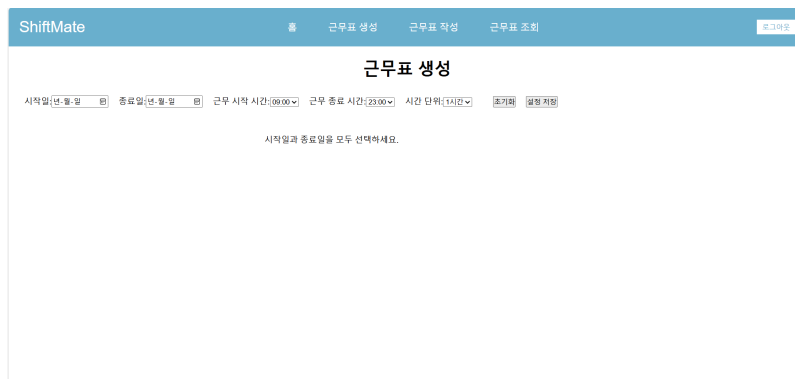 ShiftMate 홈 근무표 생성 근무표 작성 근무표 조회 로그아웃
근무표 생성
시작일:년-월-일 종료일:년-월-일 근무 시작 시간:09:00 근무 종료 시간:23:00 시간 단위:1시간 초기화 설정 저장
시작일과 종료일을 모두 선택하세요.